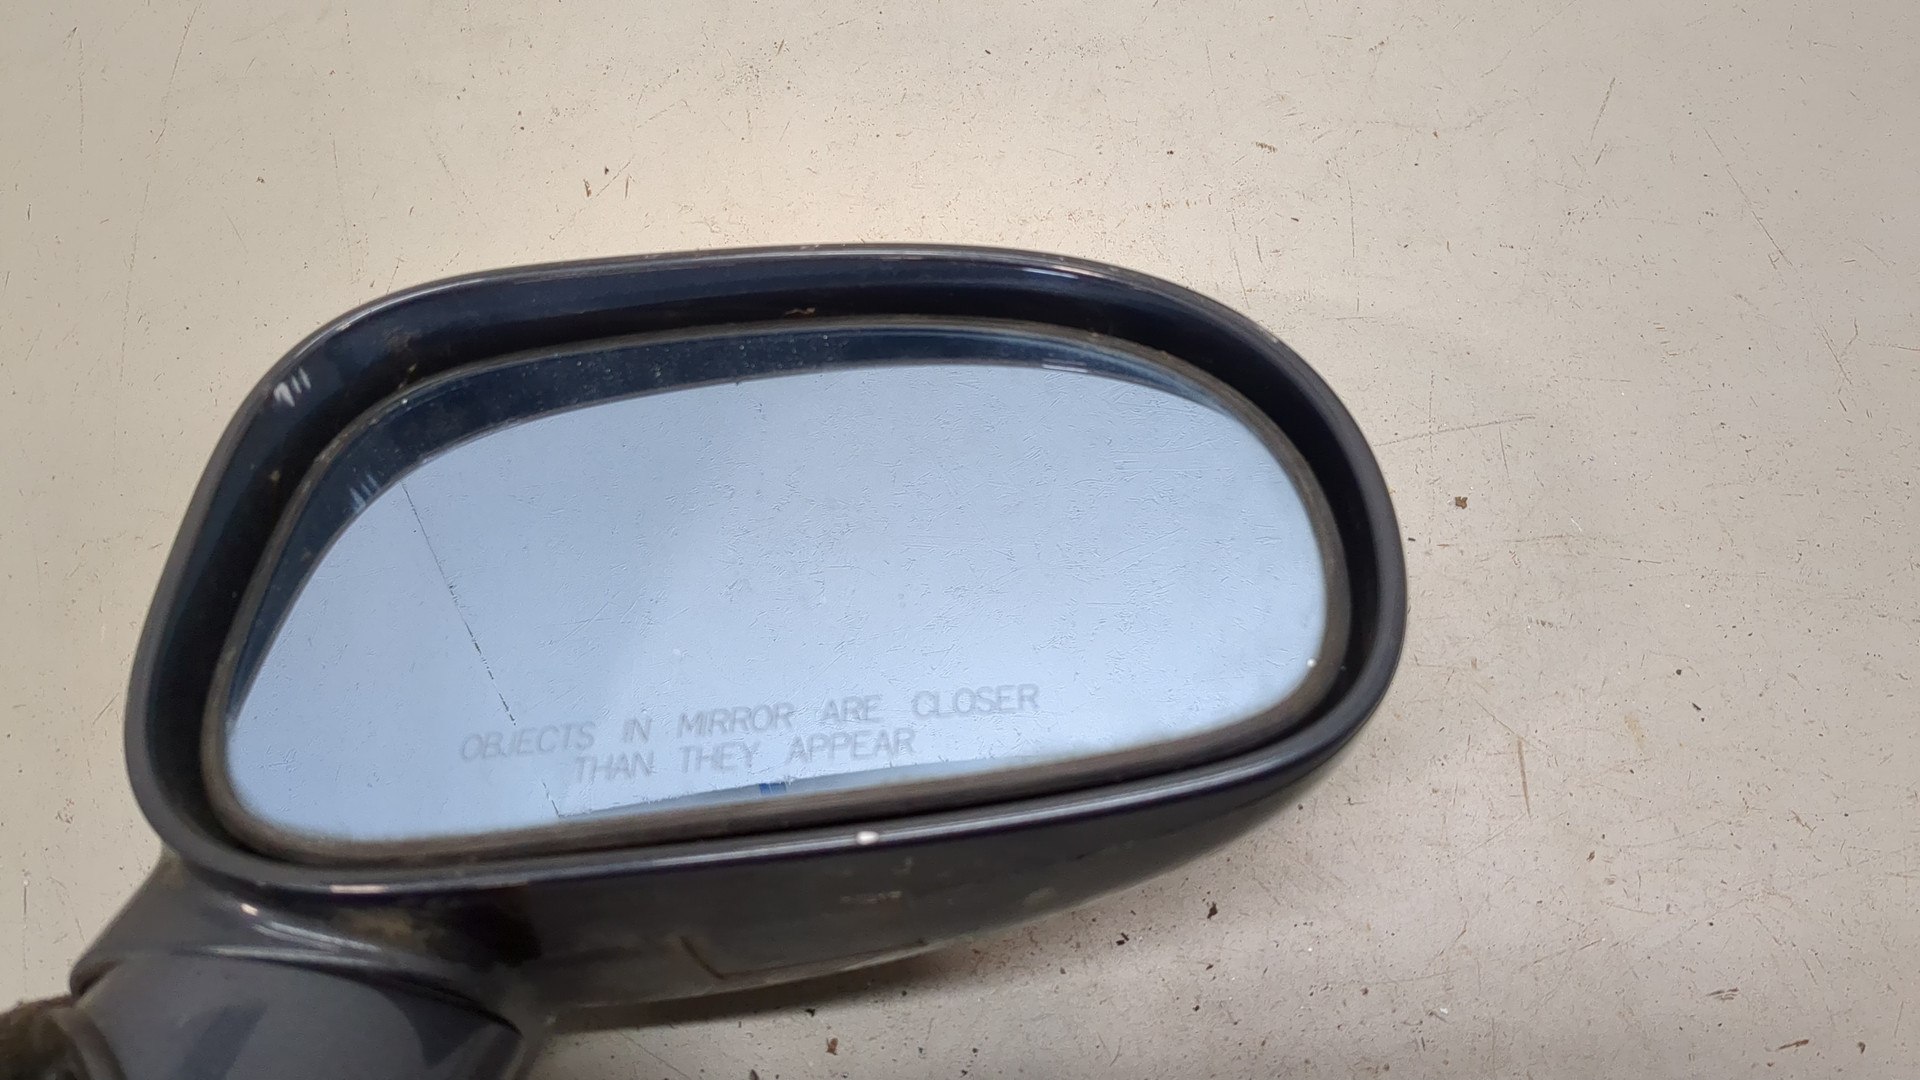 OBJECTS IN MIRROR ARE CLOSER
THAN THEY APPEAR